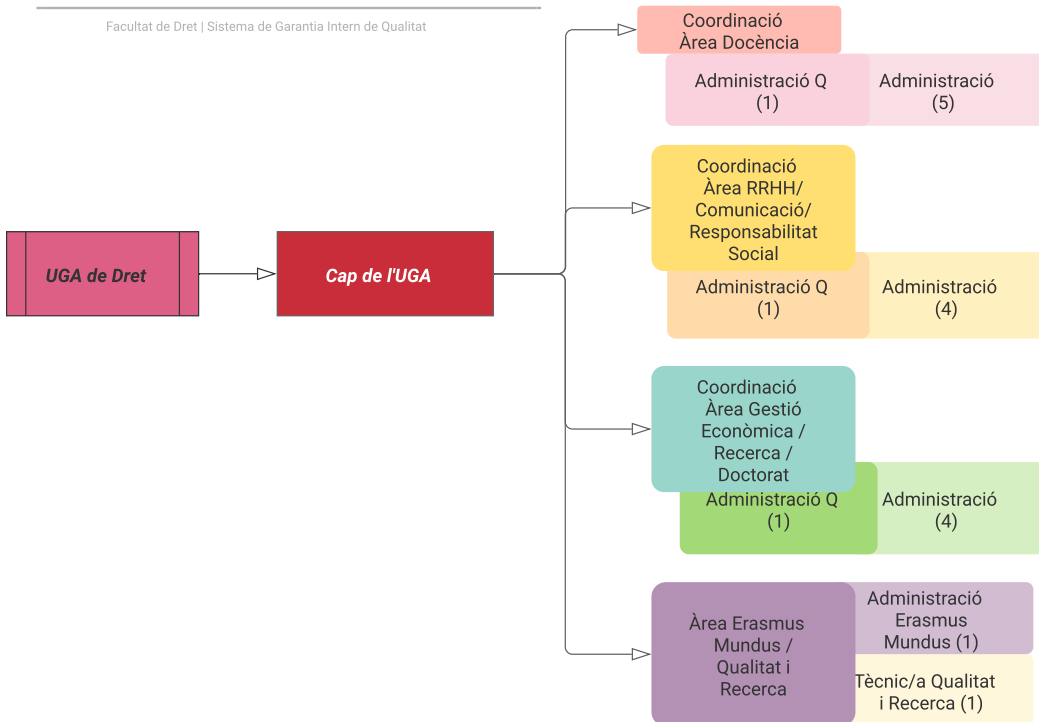 Facultat de Dret | Sistema de Garantia Intern de Qualitat
UGA de Dret
Cap de l'UGA
Coordinació
Àrea Docència
Administració Q
(1)
Administració
(5)
Coordinació
Àrea RRHH/
Comunicació/
Responsabilitat
Social
Administració Q
(1)
Administració
(4)
Coordinació
Àrea Gestió
Econòmica /
Recerca /
Doctorat
Administració Q
(1)
Administració
(4)
Àrea Erasmus
Mundus /
Qualitat i
Recerca
Administració
Erasmus
Mundus (1)
Tècnic/a Qualitat
i Recerca (1)